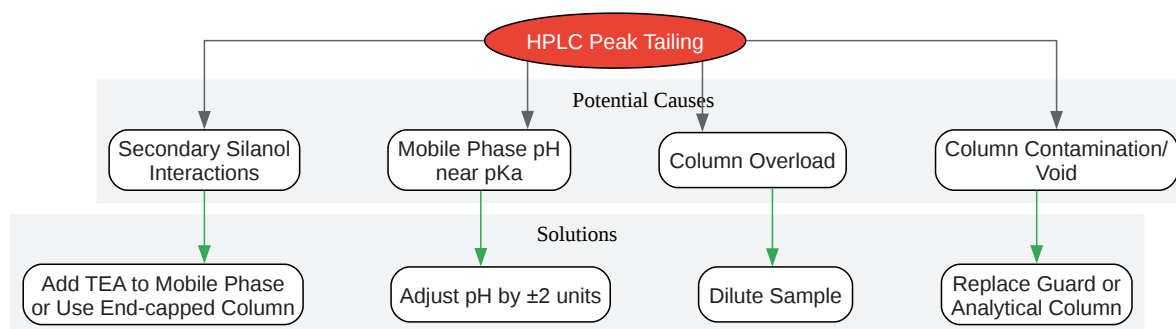 HPLC Peak Tailing
Potential Causes
Secondary Silanol
Interactions
Mobile Phase pH
near pKa
Column Overload
Column Contamination/
Void
Solutions
Add TEA to Mobile Phase
or Use End-capped Column
Adjust pH by ±2 units
Dilute Sample
Replace Guard or
Analytical Column